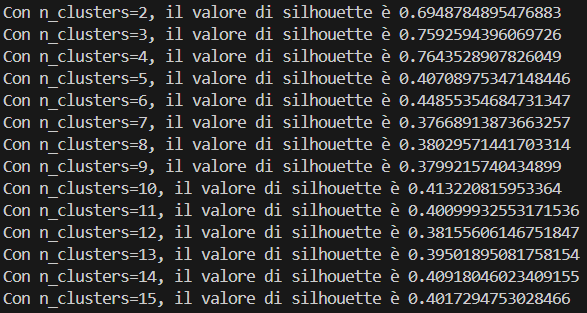 Con n_clusters=2, il valore di silhouette è 0.6948784895476883
Con n_clusters=3, il valore di silhouette è 0.7592594396069726
Con n_clusters=4, il valore di silhouette è 0.7643528907826049
Con n_clusters=5, il valore di silhouette è 0.40708975347148446
Con n_clusters=6, il valore di silhouette è 0.44855354684731347
Con n_clusters=7, il valore di silhouette è 0.37668913873663257
Con n_clusters=8, il valore di silhouette è 0.38029571441703314
Con n_clusters=9, il valore di silhouette è 0.3799215740434899
Con n_clusters=10, il valore di silhouette è 0.413220815953364
Con n_clusters=11, il valore di silhouette è 0.40099932553171536
Con n_clusters=12, il valore di silhouette è 0.38155606146751847
Con n_clusters=13, il valore di silhouette è 0.39501895081758154
Con n_clusters=14, il valore di silhouette è 0.40918046023409155
Con n_clusters=15, il valore di silhouette è 0.4017294753028466